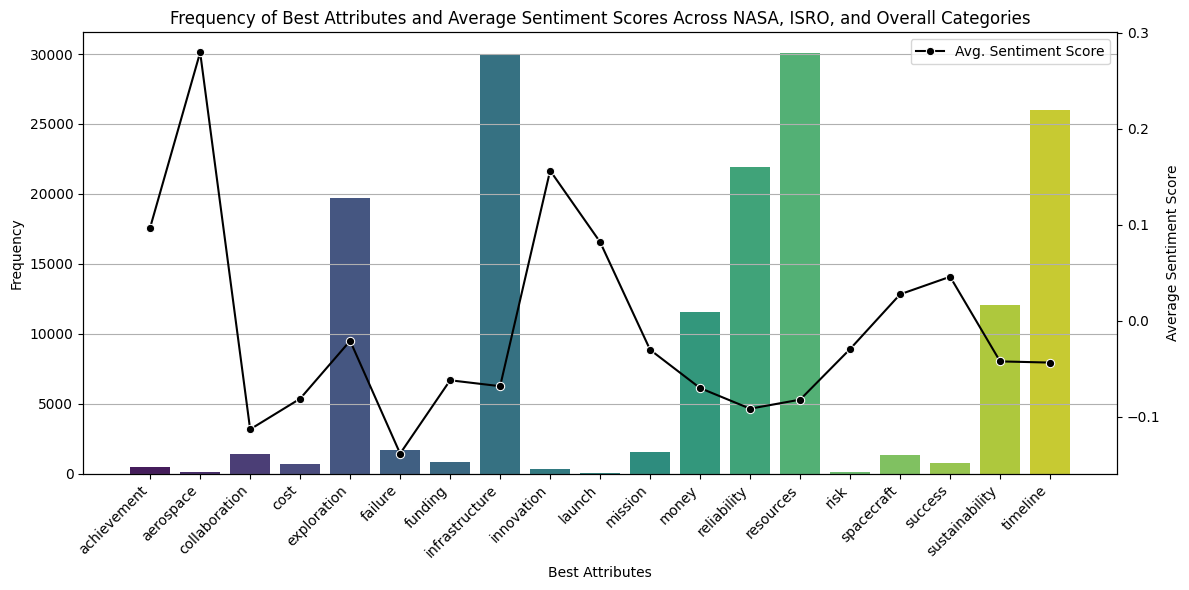 Frequency of Best Attributes and Average Sentiment Scores Across NASA, ISRO, and Overall Categories
Avg. Sentiment Score
Frequency
30000
25000
20000
15000
10000
5000
0
0.3
0.2
0.1
0.0
−0.1
Average Sentiment Score
achievement
aerospace
collaboration
cost
exploration
failure
funding
infrastructure
innovation
launch
mission
money
reliability
resources
risk
spacecraft
success
sustainability
timeline
Best Attributes